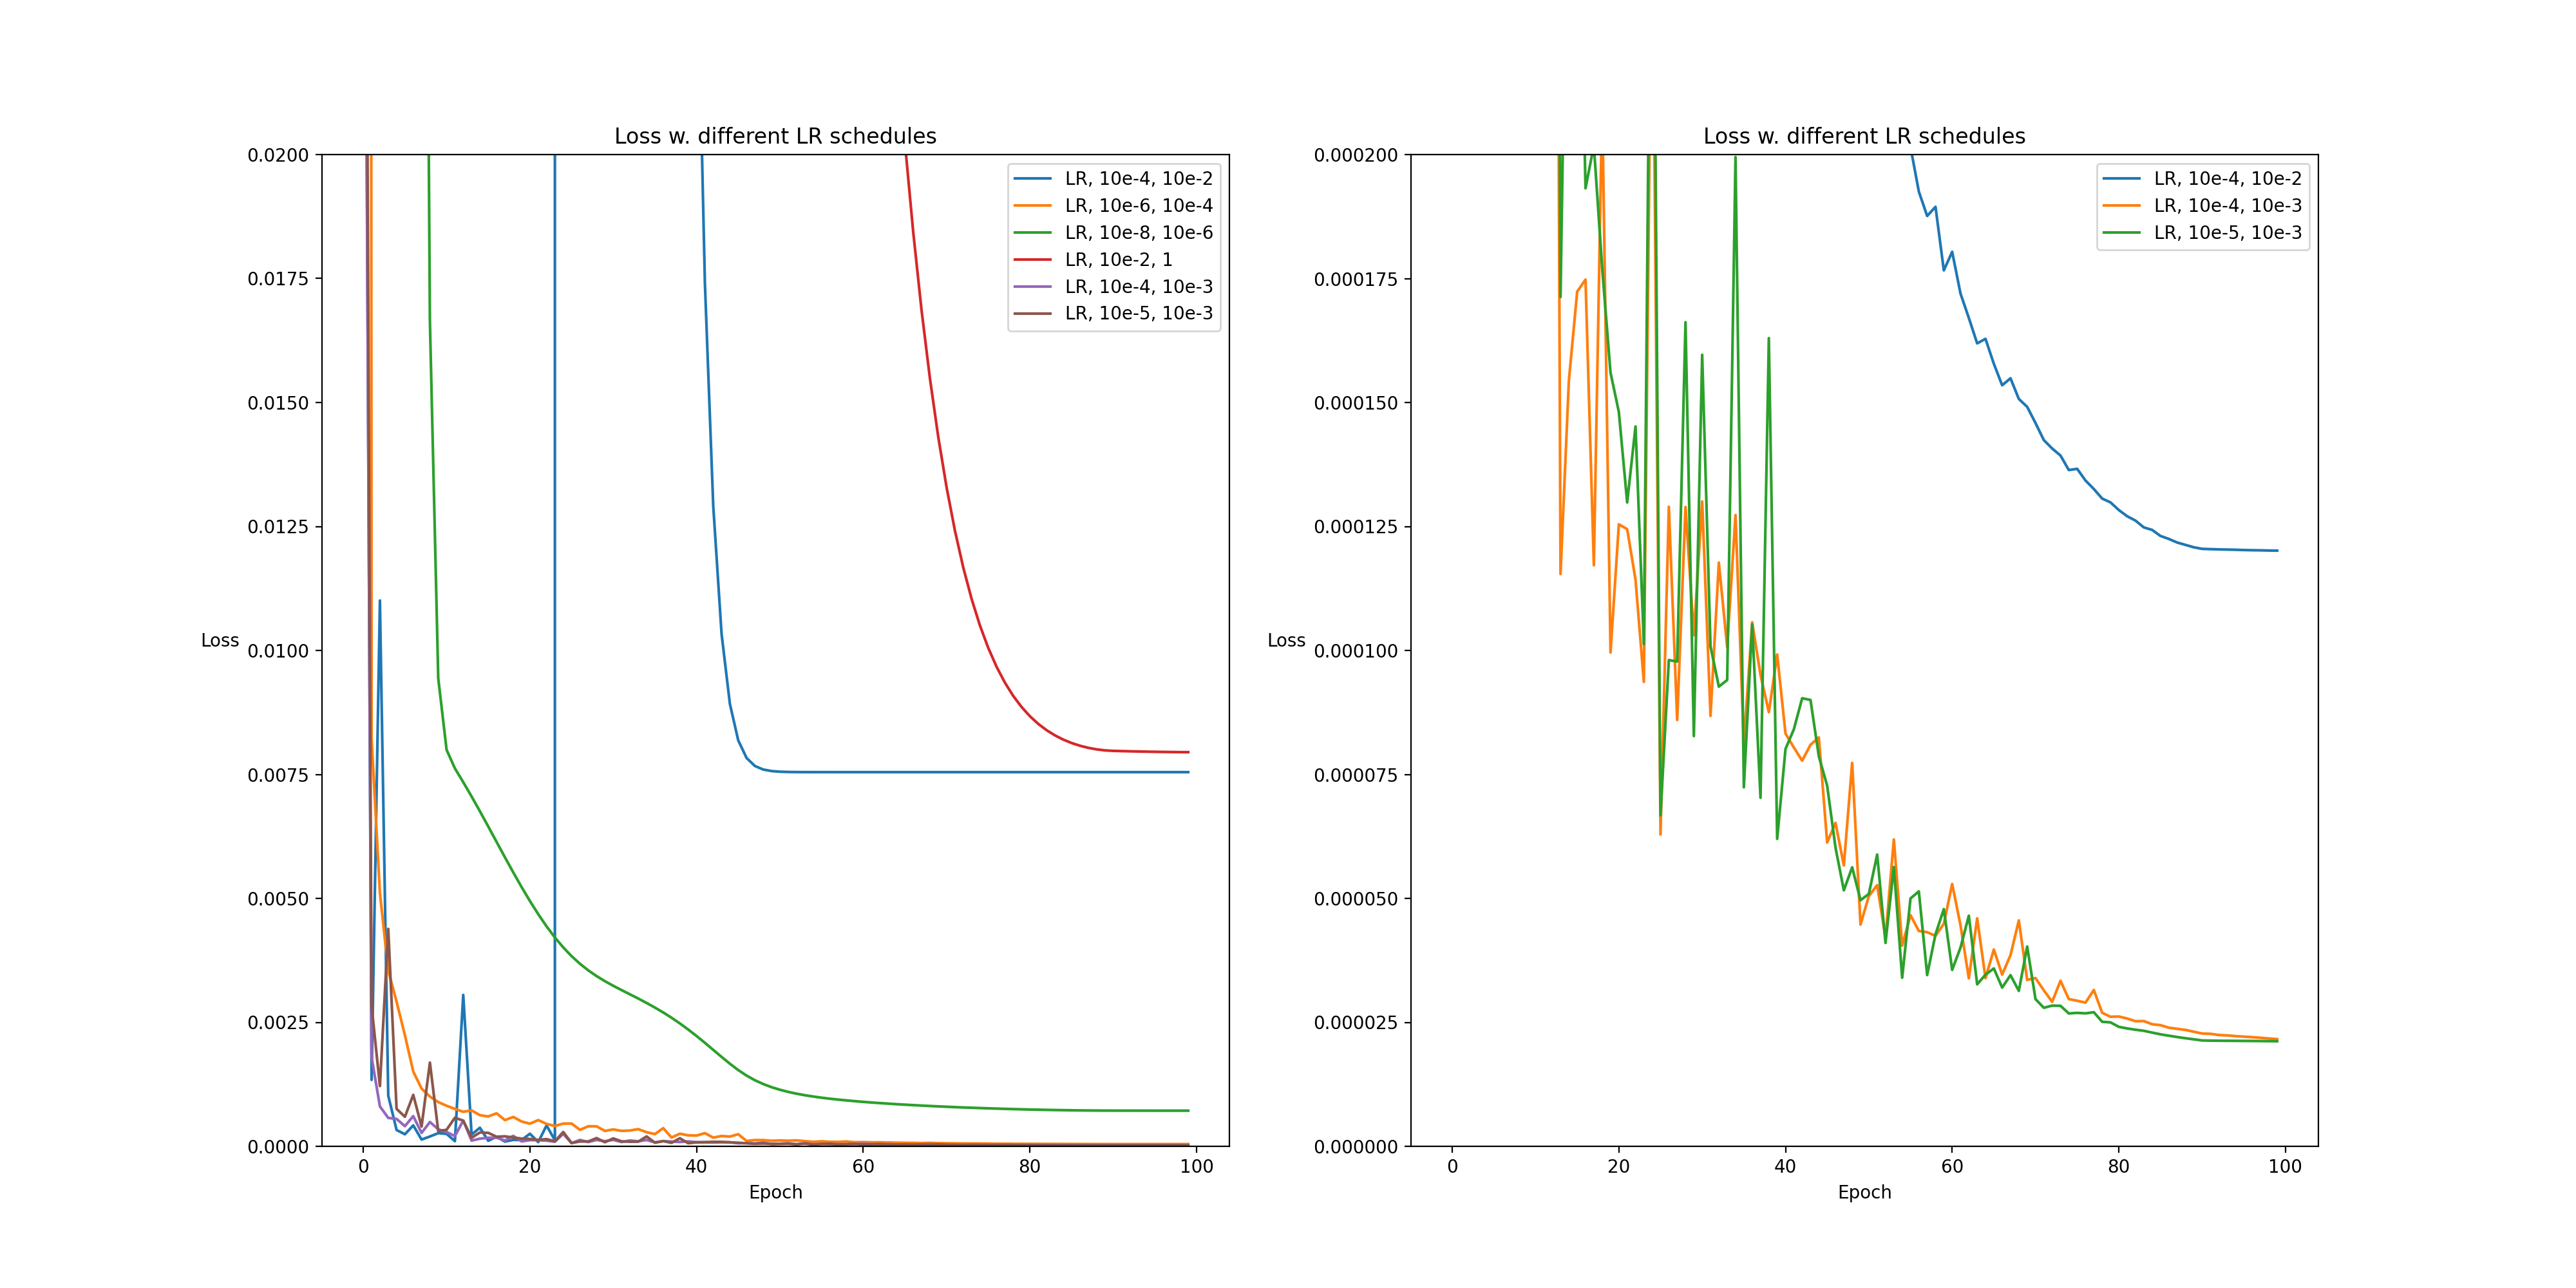 Loss w. different LR schedules
0.0200
0.0175
0.0150
0.0125
0.0100
0.0075
0.0050
0.0025
0.0000
Loss
0
20
40
60
80
100
Epoch
LR, 10e-4, 10e-2
LR, 10e-6, 10e-4
LR, 10e-8, 10e-6
LR, 10e-2, 1
LR, 10e-4, 10e-3
LR, 10e-5, 10e-3
Loss w. different LR schedules
0.000200
0.000175
0.000150
0.000125
0.000100
0.000075
0.000050
0.000025
0.000000
Loss
0
20
40
60
80
100
Epoch
LR, 10e-4, 10e-2
LR, 10e-4, 10e-3
LR, 10e-5, 10e-3